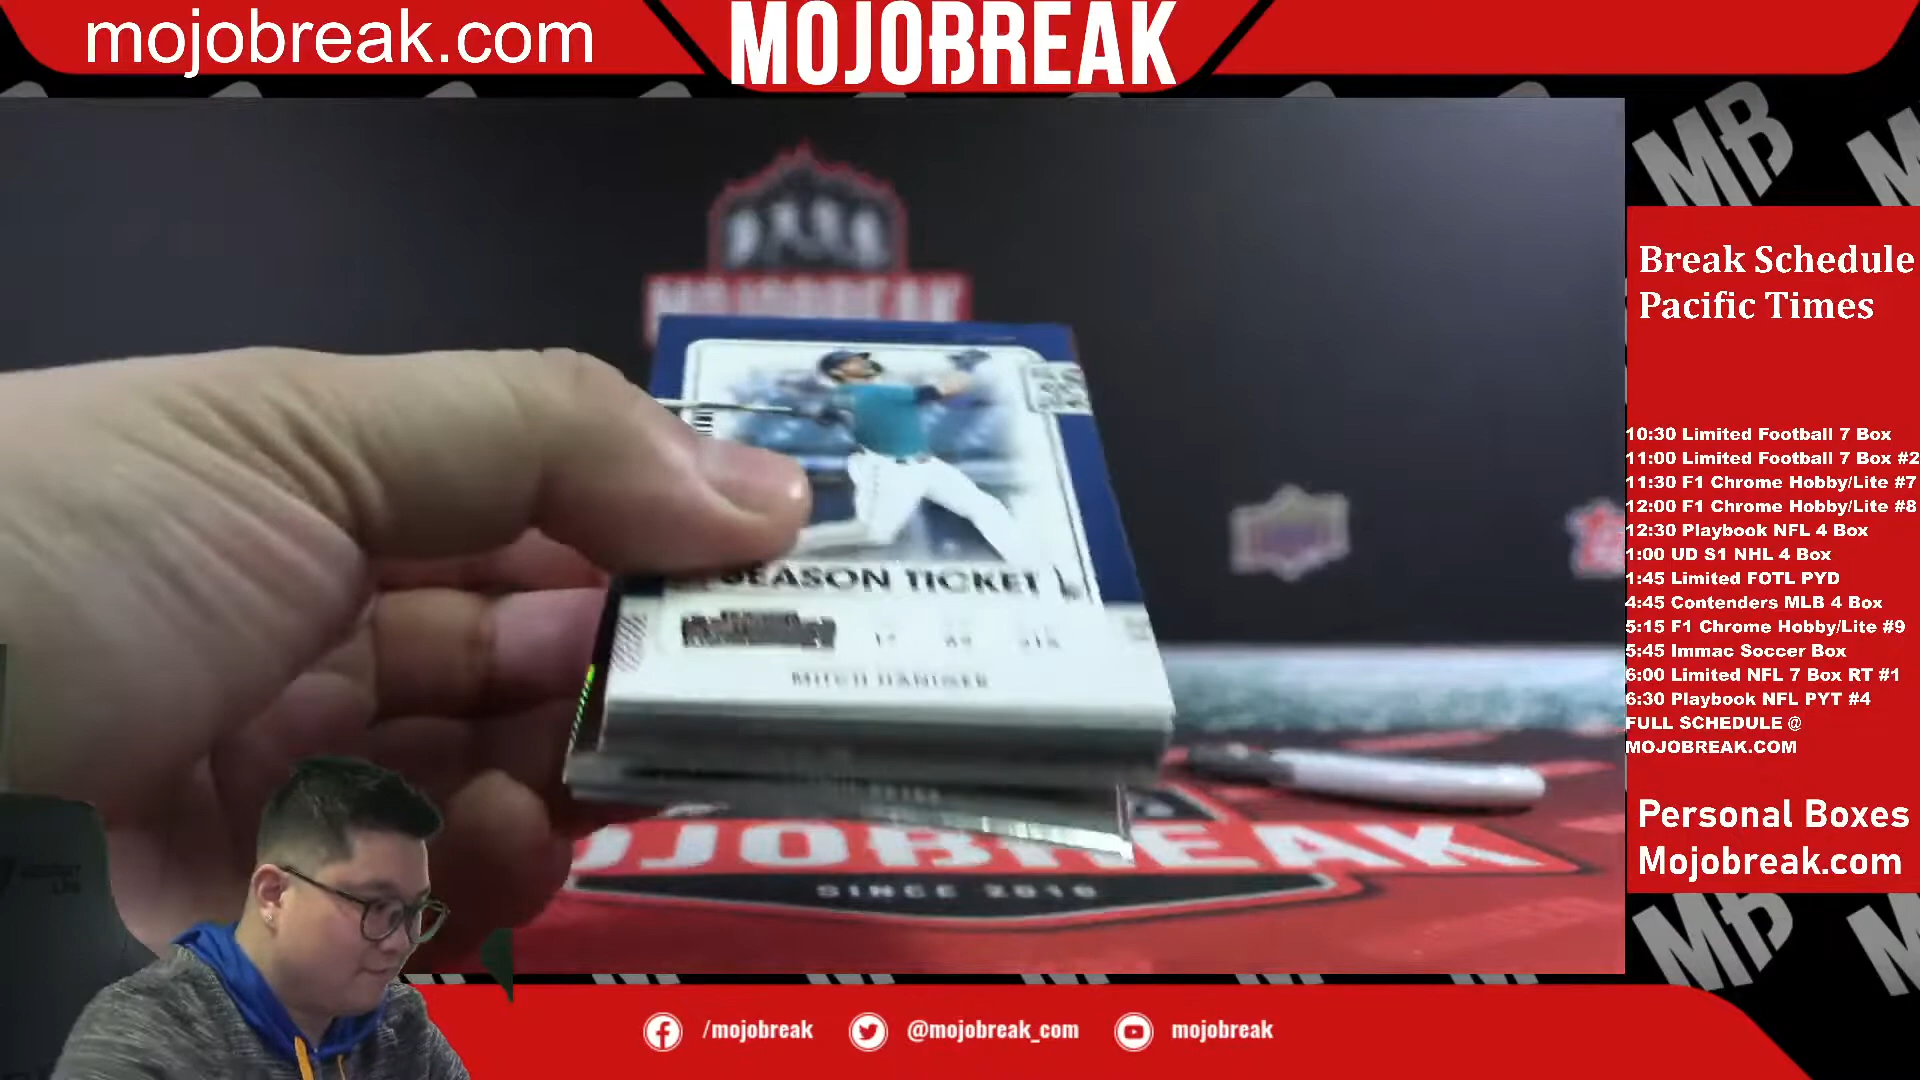 mojobreak.com
MOJOBREAK
MB
Break Schedule
Pacific Times
10:30 Limited Football 7 Box
11:00 Limited Football 7 Box #2
11:30 F1 Chrome Hobby/Lite #7
12:00 F1 Chrome Hobby/Lite #8
12:30 Playbook NFL 4 Box
1:00 UD S1 NHL 4 Box
1:45 Limited FOTL PYD
4:45 Contenders MLB 4 Box
5:15 F1 Chrome Hobby/Lite #9
5:45 Immac Soccer Box
6:00 Limited NFL 7 Box RT #1
6:30 Playbook NFL PYT #4
FULL SCHEDULE @
MOJOBREAK.COM
Personal Boxes
Mojobreak.com
MOJOBREAK
SEASON TICKET
MITCH HANIGER
OJOBREAK
SINCE 2010
MB
/mojobreak
@mojobreak_com
mojobreak